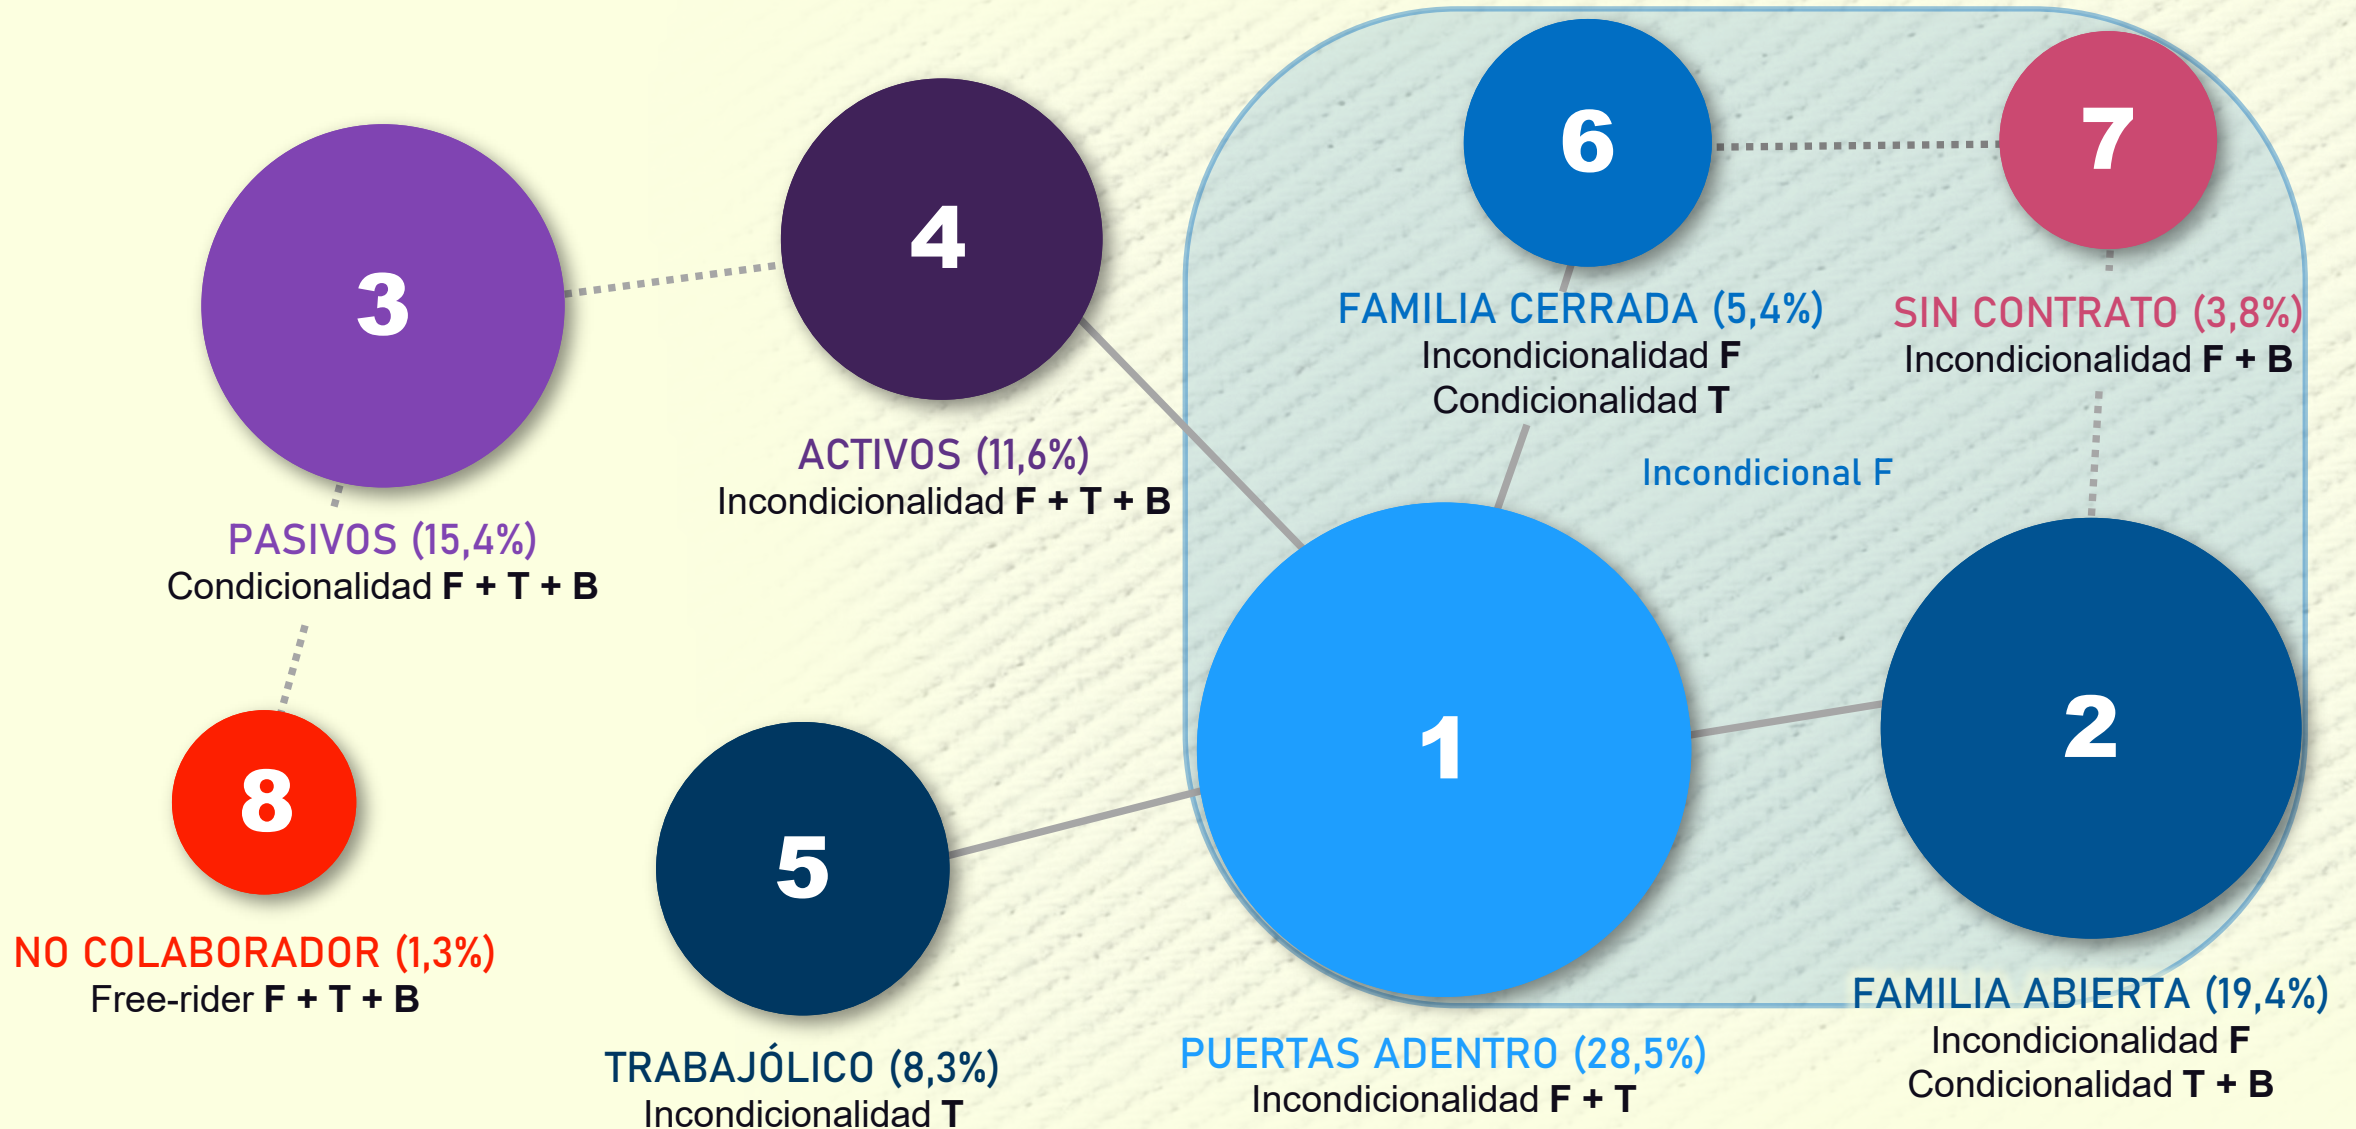 3
PASIVOS (15,4%)
Condicionalidad F + T + B
4
ACTIVOS (11,6%)
Incondicionalidad F + T + B
6
FAMILIA CERRADA (5,4%)
Incondicionalidad F
Condicionalidad T
7
SIN CONTRATO (3,8%)
Incondicionalidad F + B
Incondicional F
8
NO COLABORADOR (1,3%)
Free-rider F + T + B
5
TRABAJÓLICO (8,3%)
Incondicionalidad T
1
PUERTAS ADENTRO (28,5%)
Incondicionalidad F + T
2
FAMILIA ABIERTA (19,4%)
Incondicionalidad F
Condicionalidad T + B